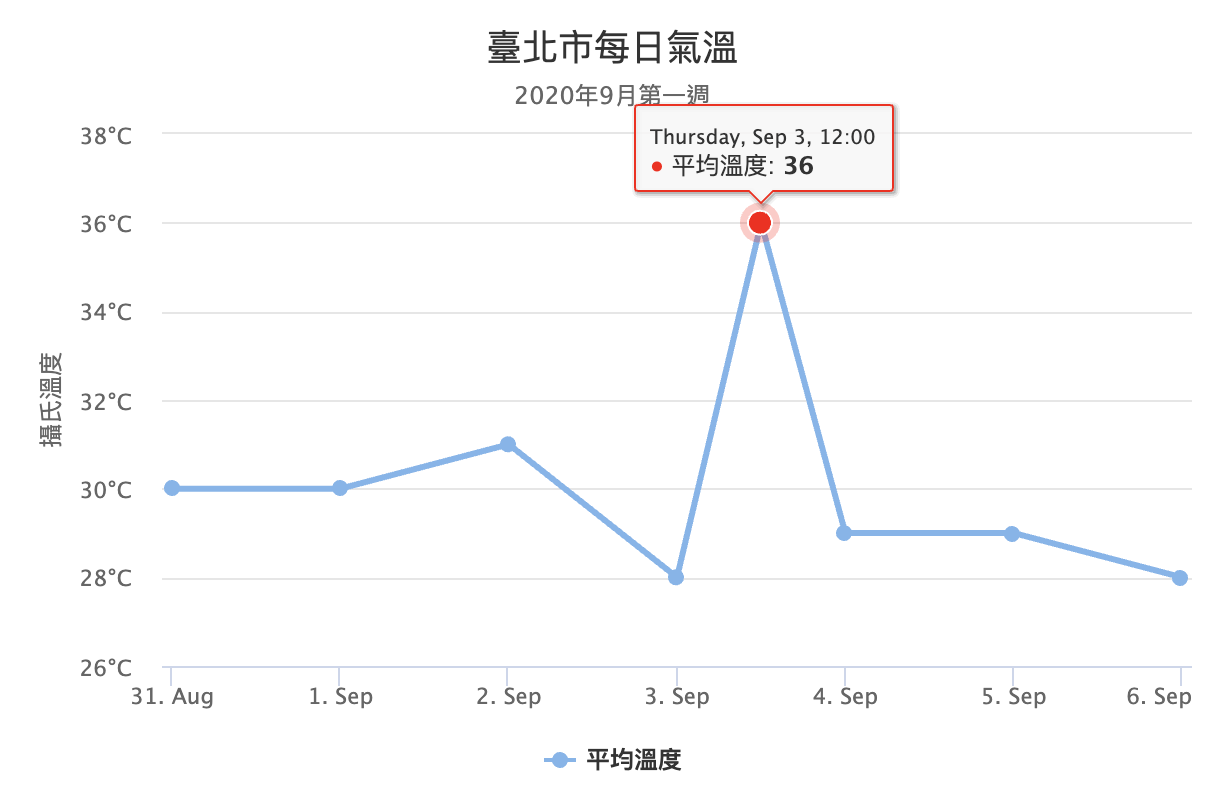 臺北市每日氣溫
2020年9月第一週
Thursday, Sep 3, 12:00
平均溫度: 36
38°C
36°C
34°C
32°C
30°C
28°C
26°C
攝氏溫度
31. Aug
1. Sep
2. Sep
3. Sep
4. Sep
5. Sep
6. Sep
平均溫度